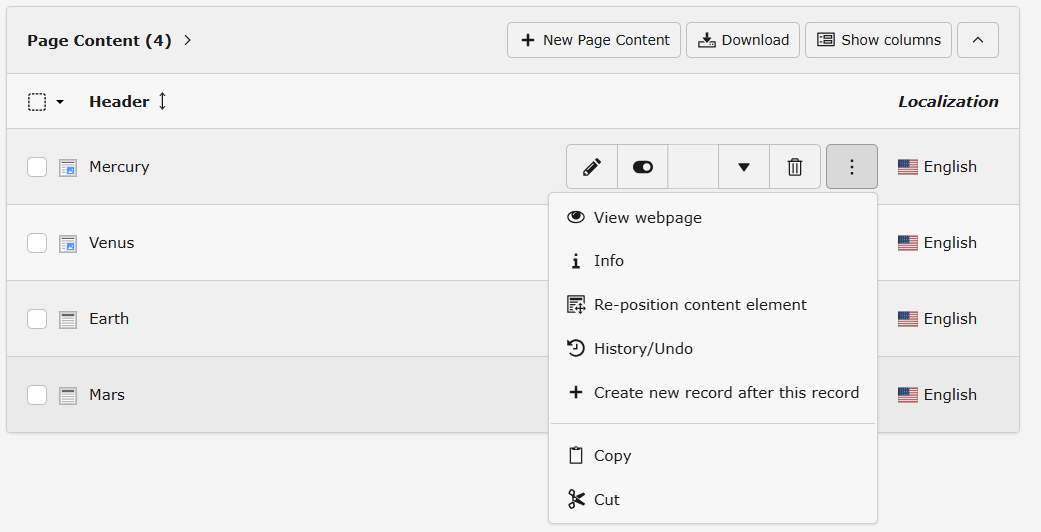 Page Content (4)
New Page Content
Download
Show columns
Header
Localization
Mercury
English
View webpage
Venus
English
Info
Re-position content element
Earth
English
History/Undo
Create new record after this record
Mars
English
Copy
Cut